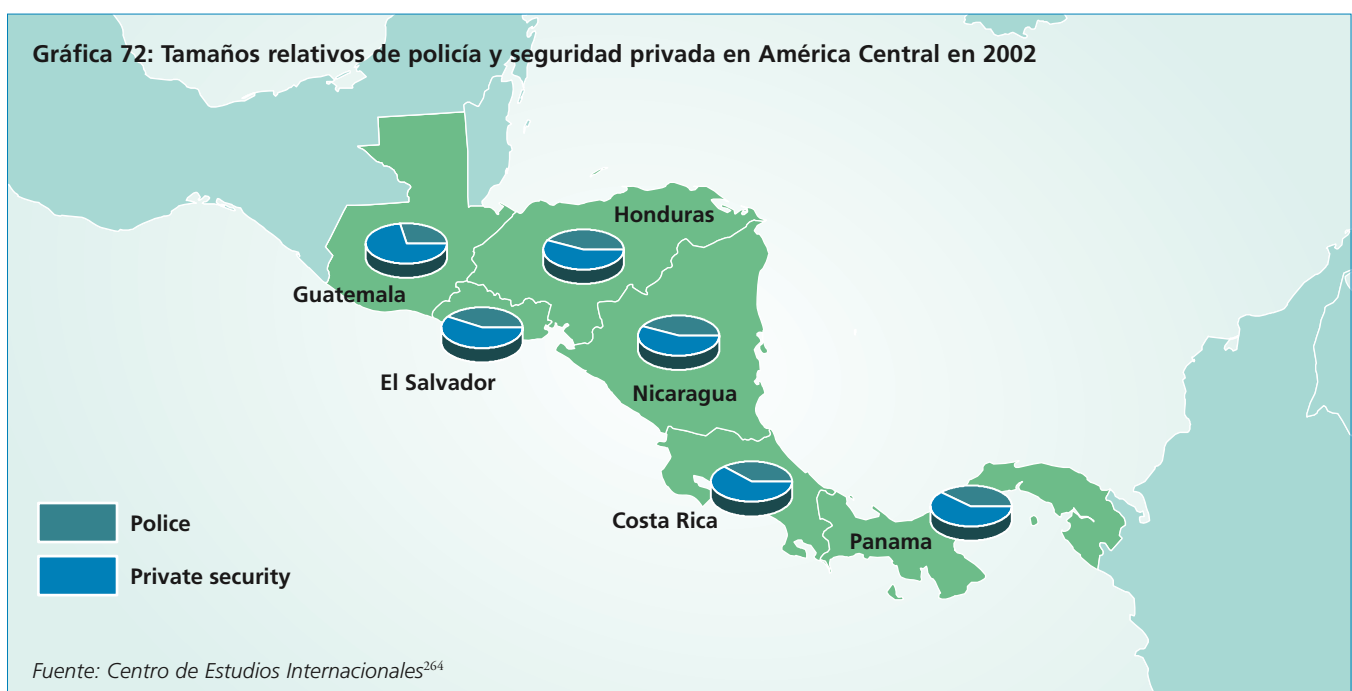 Gráfica 72: Tamaños relativos de policía y seguridad privada en América Central en 2002
Honduras
Guatemala
El Salvador
Nicaragua
Costa Rica
Panama
Police
Private security
Fuente: Centro de Estudios Internacionales264